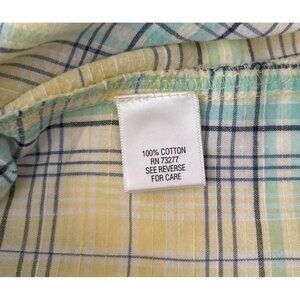 100% COTTON
RN 73277
SEE REVERSE
FOR CARE